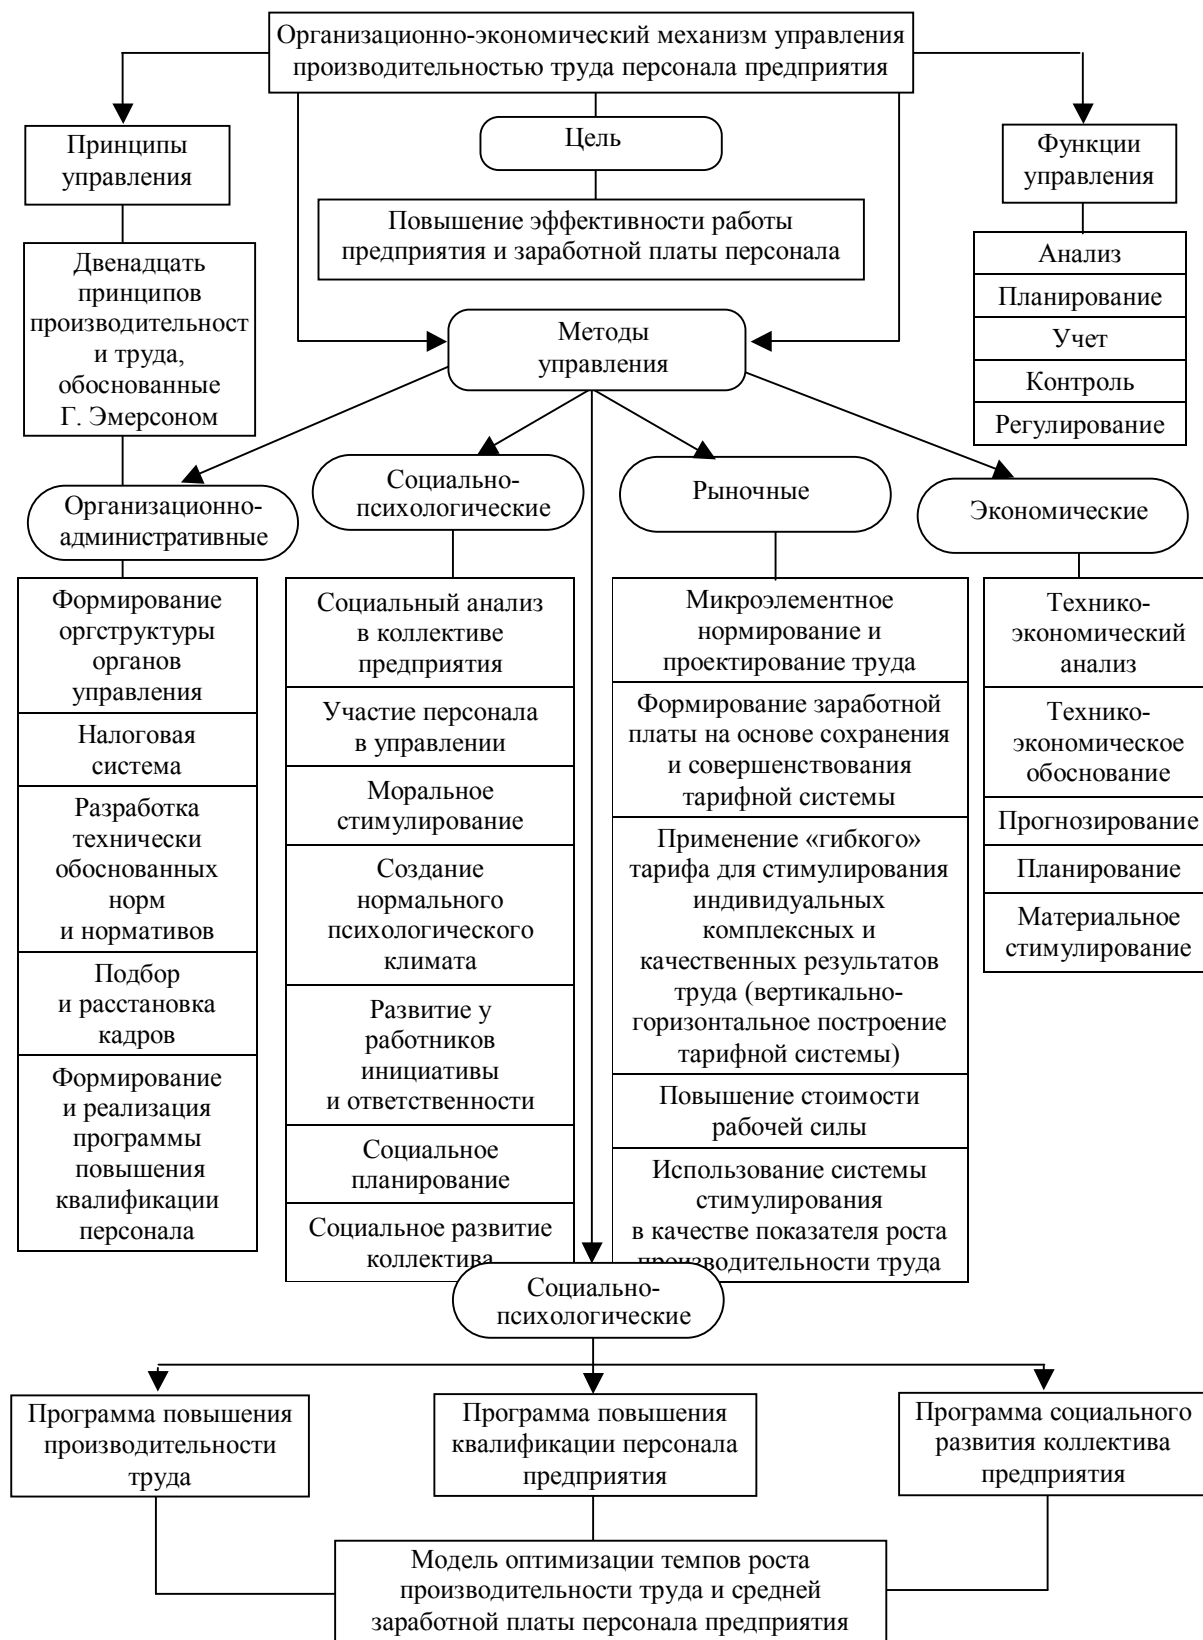 Организационно-экономический механизм управления
производительностью труда персонала предприятия
Принципы
управления
Цель
Функции
управления
Повышение эффективности работы
предприятия и заработной платы персонала
Двенадцать
принципов
производительност
и труда,
обоснованные
Г. Эмерсоном
Анализ
Планирование
Учет
Контроль
Регулирование
Методы
управления
Организационно-
административные
Социально-
психологические
Рыночные
Экономические
Формирование
оргструктуры
органов
управления
Налоговая
система
Разработка
технически
обоснованных
норм
и нормативов
Подбор
и расстановка
кадров
Формирование
и реализация
программы
повышения
квалификации
персонала
Социальный анализ
в коллективе
предприятия
Участие персонала
в управлении
Моральное
стимулирование
Создание
нормального
психологического
климата
Развитие у
работников
инициативы
и ответственности
Социальное
планирование
Социальное развитие
коллектива
Микроэлементное
нормирование и
проектирование труда
Формирование заработной
платы на основе сохранения
и совершенствования
тарифной системы
Применение «гибкого»
тарифа для стимулирования
индивидуальных
комплексных и
качественных результатов
труда (вертикально-
горизонтальное построение
тарифной системы)
Повышение стоимости
рабочей силы
Использование системы
стимулирования
в качестве показателя роста
производительности труда
Технико-
экономический
анализ
Технико-
экономическое
обоснование
Прогнозирование
Планирование
Материальное
стимулирование
Социально-
психологические
Программа повышения
производительности
труда
Программа повышения
квалификации персонала
предприятия
Программа социального
развития коллектива
предприятия
Модель оптимизации темпов роста
производительности труда и средней
заработной платы персонала предприятия